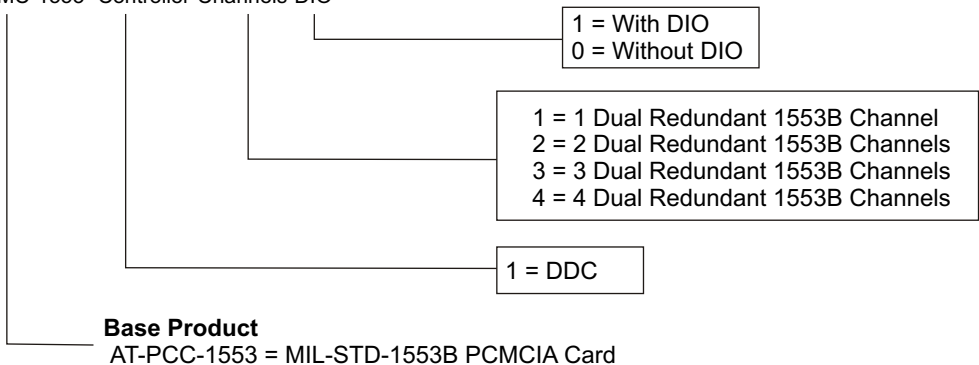 Controller Channels DIO
1 = With DIO
0 = Without DIO
1 = 1 Dual Redundant 1553B Channel
2 = 2 Dual Redundant 1553B Channels
3 = 3 Dual Redundant 1553B Channels
4 = 4 Dual Redundant 1553B Channels
1 = DDC
Base Product
AT-PCC-1553 = MIL-STD-1553B PCMCIA Card